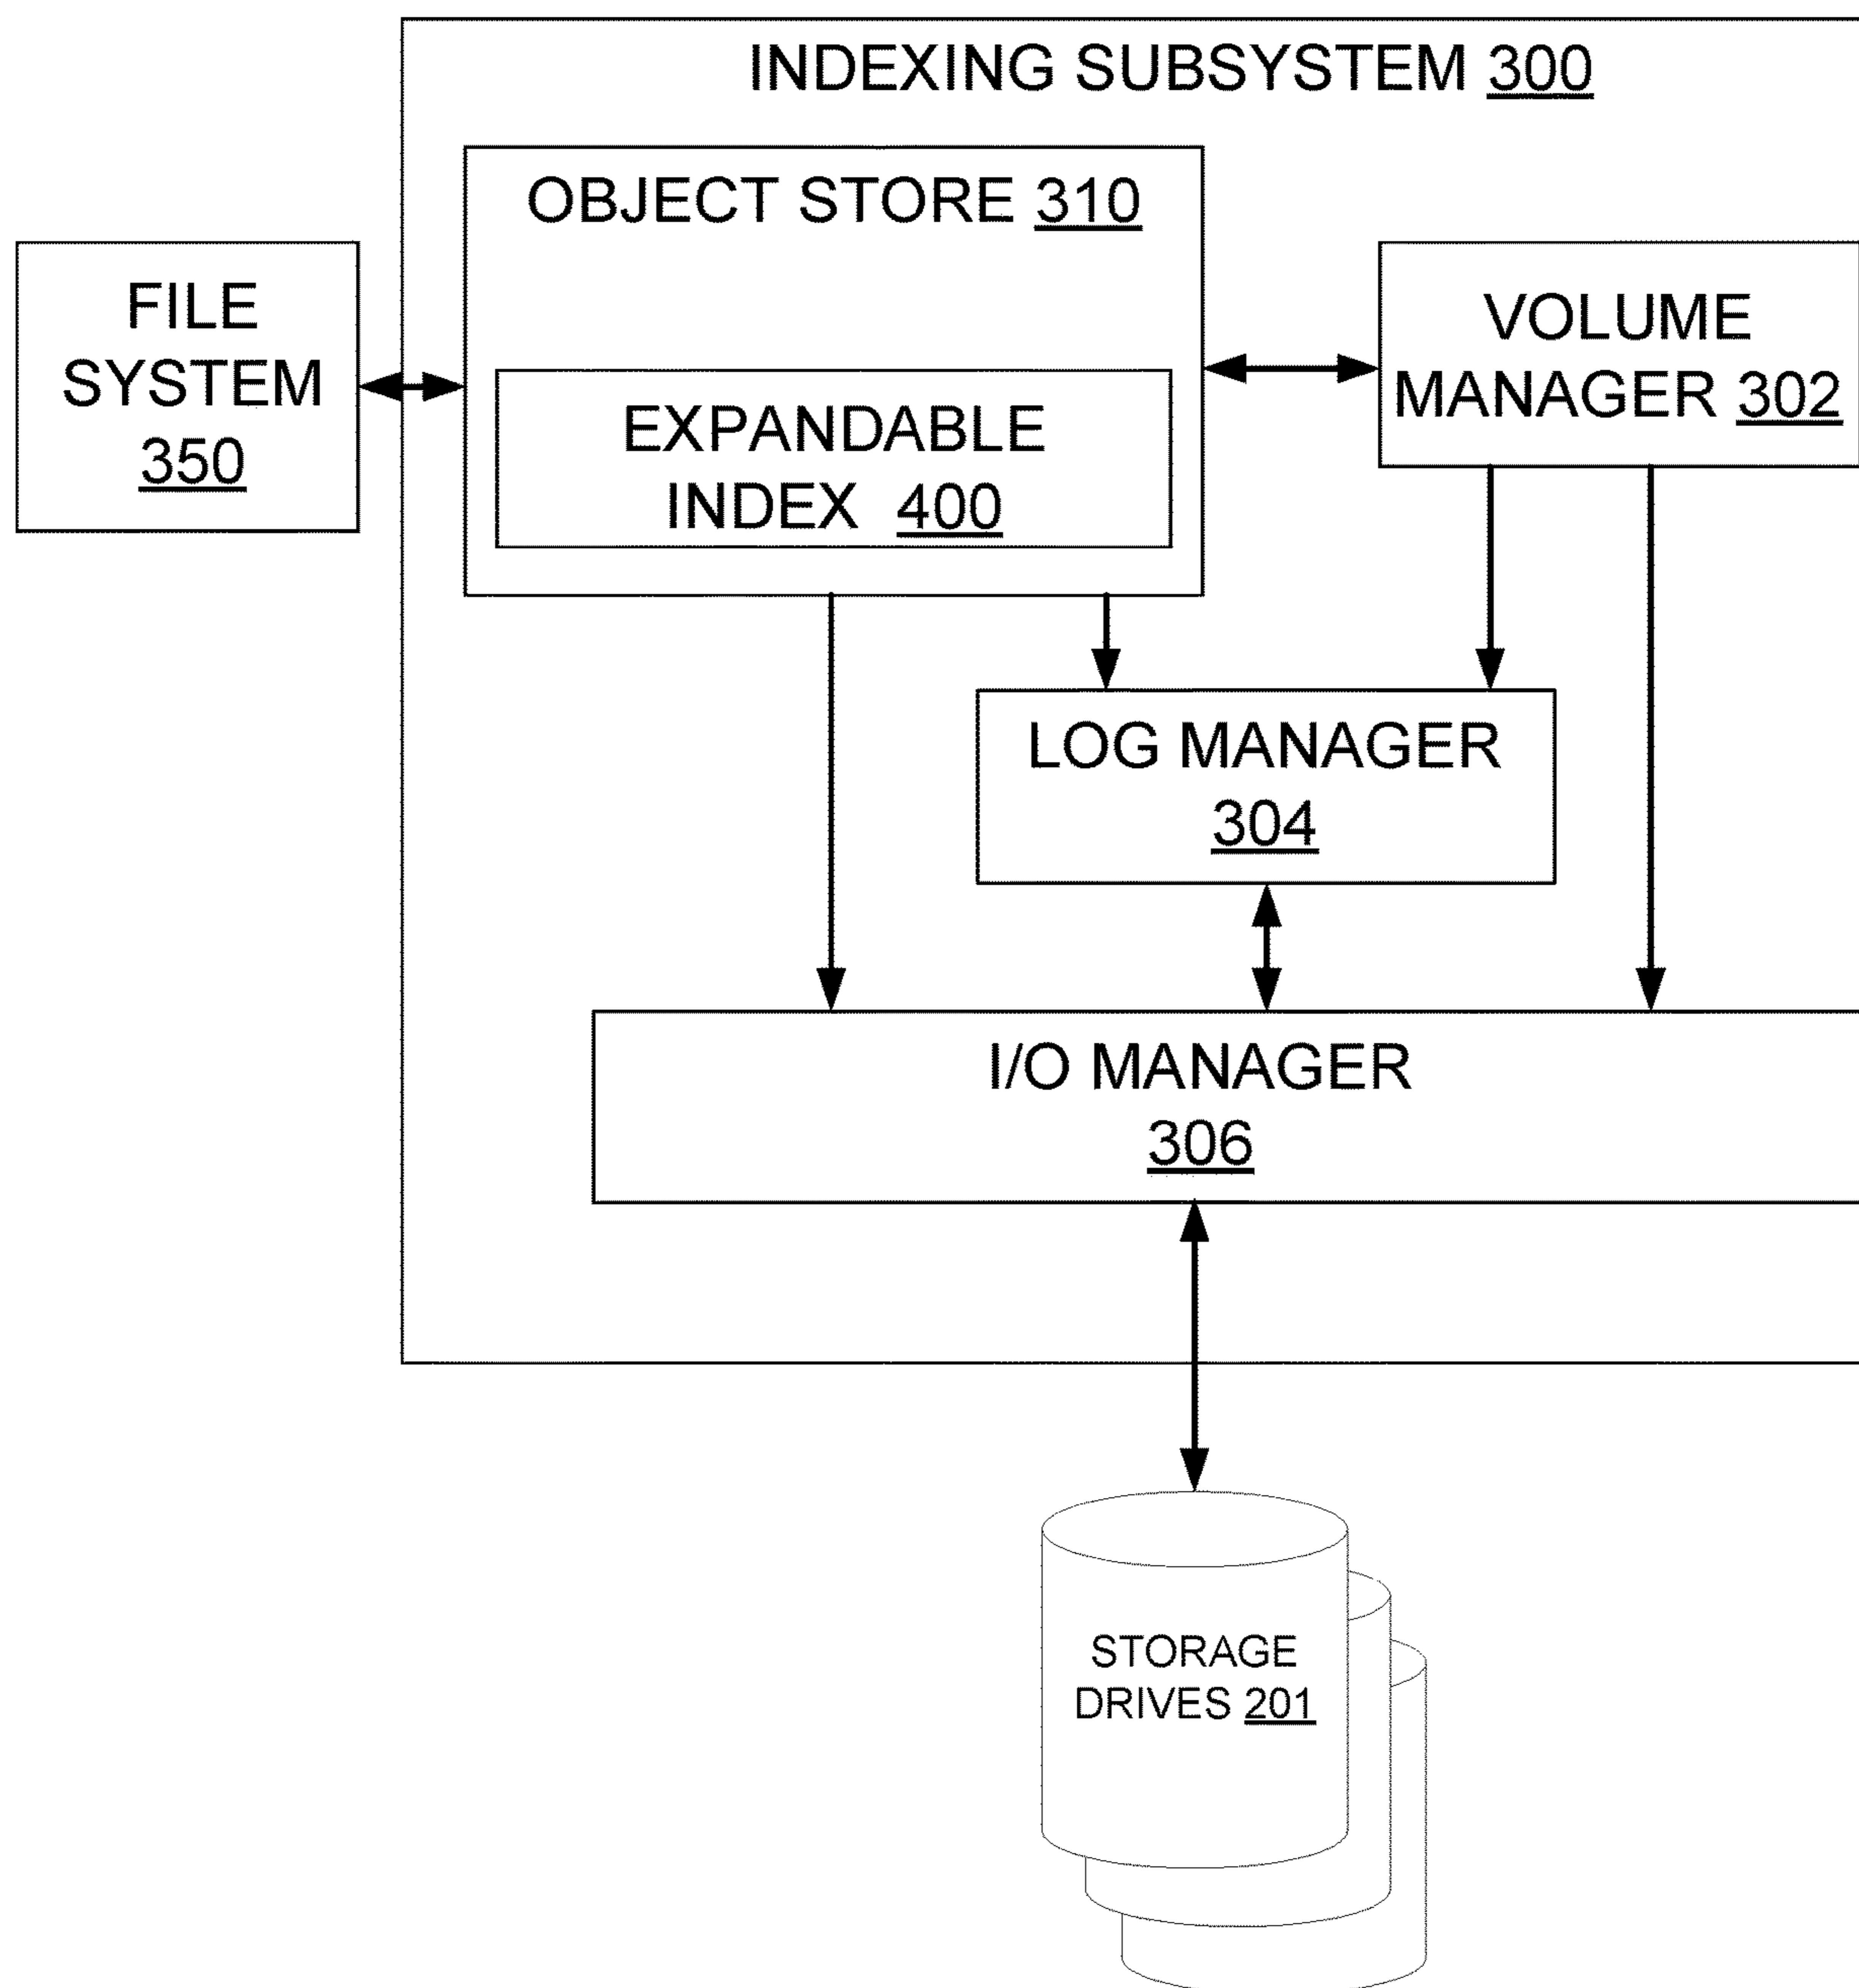 INDEXING SUBSYSTEM 300
OBJECT STORE 310
FILE
SYSTEM
350
EXPANDABLE
INDEX 400
VOLUME
MANAGER 302
LOG MANAGER
304
I/O MANAGER
306
STORAGE
DRIVES 201